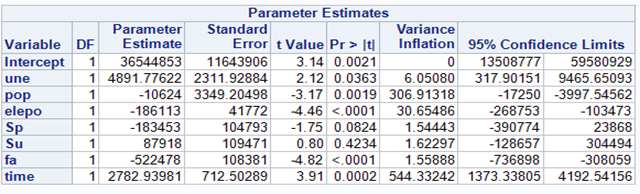 Parameter Estimates
Variable DF Parameter Estimate Standard Error t Value Pr > |t| Variance Inflation 95% Confidence Limits
Intercept 1 36544853 11643906 3.14 0.0021 0 13508777 59580929
une 1 4891.77622 2311.92884 2.12 0.0363 6.05080 317.90151 9465.65093
pop 1 -10624 3349.20498 -3.17 0.0019 306.91318 -17250 -3997.54562
elepo 1 -186113 41772 -4.46 <.0001 30.65486 -268753 -103473
Sp 1 -183453 104793 -1.75 0.0824 1.54443 -390774 23868
Su 1 87918 109471 0.80 0.4234 1.62297 -128657 304494
fa 1 -522478 108381 -4.82 <.0001 1.55888 -736898 -308059
time 1 2782.93981 712.50289 3.91 0.0002 544.33242 1373.33805 4192.54156